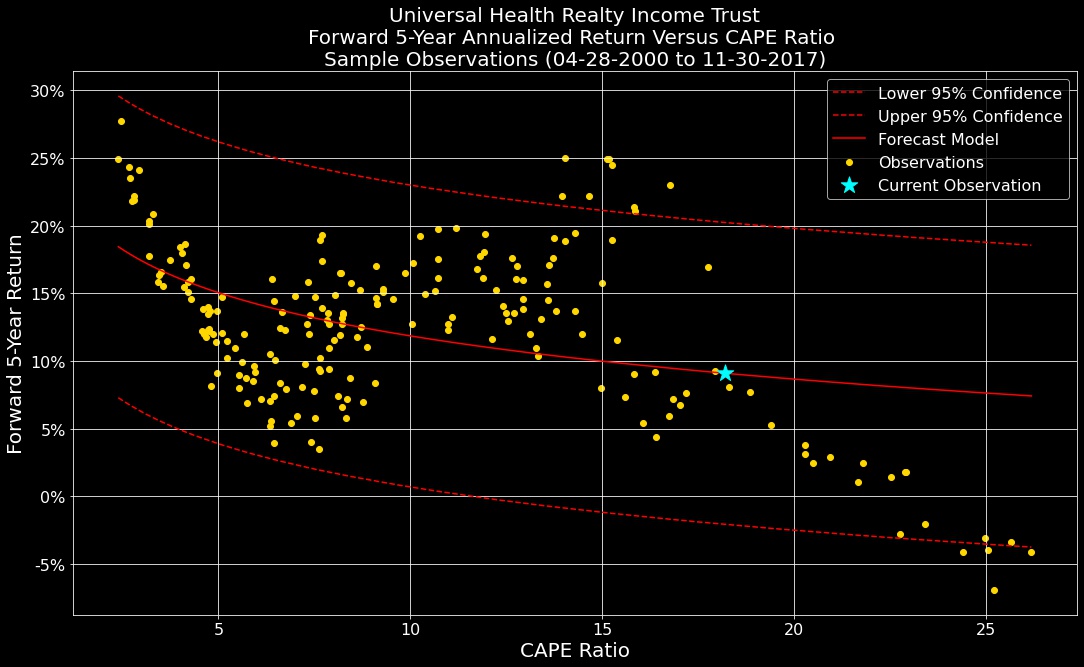 Universal Health Realty Income Trust
Forward 5-Year Annualized Return Versus CAPE Ratio
Sample Observations (04-28-2000 to 11-30-2017)
Lower 95% Confidence
Upper 95% Confidence
Forecast Model
Observations
Current Observation
Forward 5-Year Return
30%
25%
20%
15%
10%
5%
0%
-5%
5
10
15
20
25
CAPE Ratio